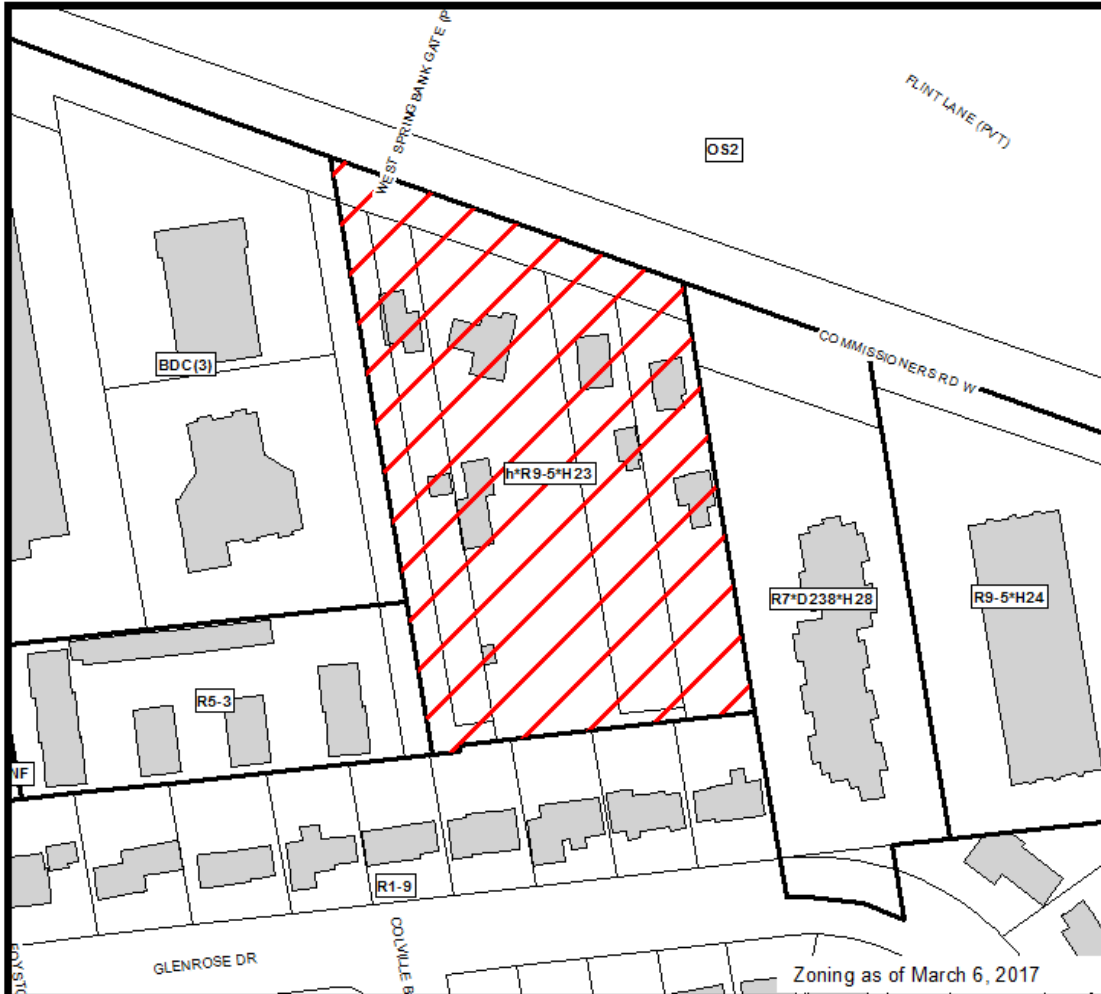 WEST SPRING BANK GATE (P
FLINT LANE (PVT)
OS2
COMMISSIONERS RD W
BDC(3)
h*R9-5*H23
R7*D238*H28
R9-5*H24
R5-3
NF
R1-9
COLVILLE B
GLENROSE DR
Zoning as of March 6, 2017